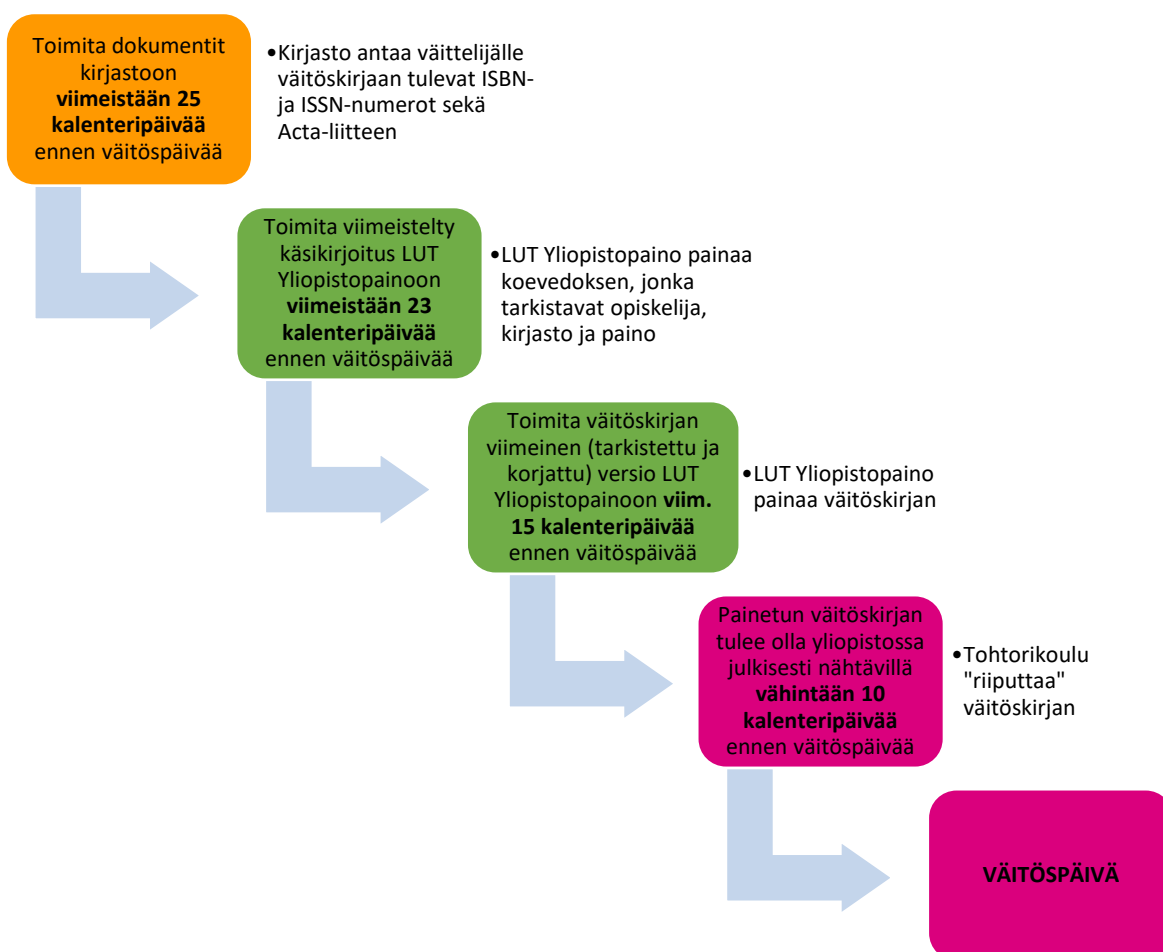 Toimita dokumentit
kirjastoon
viimeistään 25
kalenteripäivää
ennen väitöspäivää
•Kirjasto antaa väittelijälle
väitöskirjaan tulevat ISBN-
ja ISSN-numerot sekä
Acta-liitteen
Toimita viimeistelty
käsikirjoitus LUT
Yliopistopainoon
viimeistään 23
kalenteripäivää
ennen väitöspäivää
•LUT Yliopistopaino painaa
koevedoksen, jonka
tarkistavat opiskelija,
kirjasto ja paino
Toimita väitöskirjan
viimeinen (tarkistettu ja
korjattu) versio LUT
Yliopistopainoon viim.
15 kalenteripäivää
ennen väitöspäivää
•LUT Yliopistopaino
painaa väitöskirjan
Painetun väitöskirjan
tulee olla yliopistossa
julkisesti nähtävillä
vähintään 10
kalenteripäivää
ennen väitöspäivää
•Tohtorikoulu
"riiputtaa"
väitöskirjan
VÄITÖSPÄIVÄ